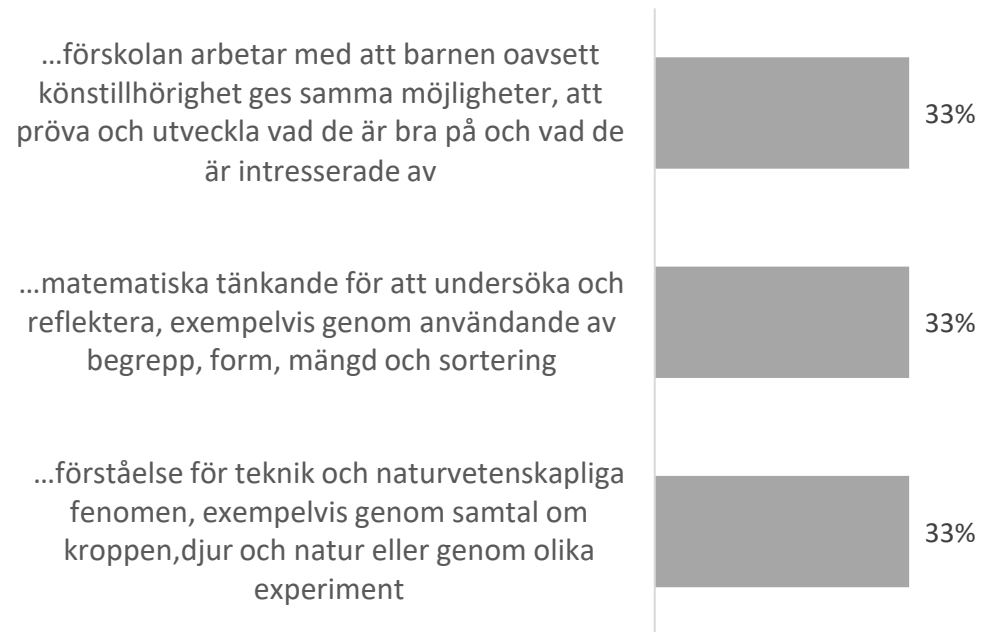 …förskolan arbetar med att barnen oavsett
könstillhörighet ges samma möjligheter, att
pröva och utveckla vad de är bra på och vad de
är intresserade av
33%
…matematiska tänkande för att undersöka och
reflektera, exempelvis genom användande av
begrepp, form, mängd och sortering
33%
…förståelse för teknik och naturvetenskapliga
fenomen, exempelvis genom samtal om
kroppen,djur och natur eller genom olika
experiment
33%